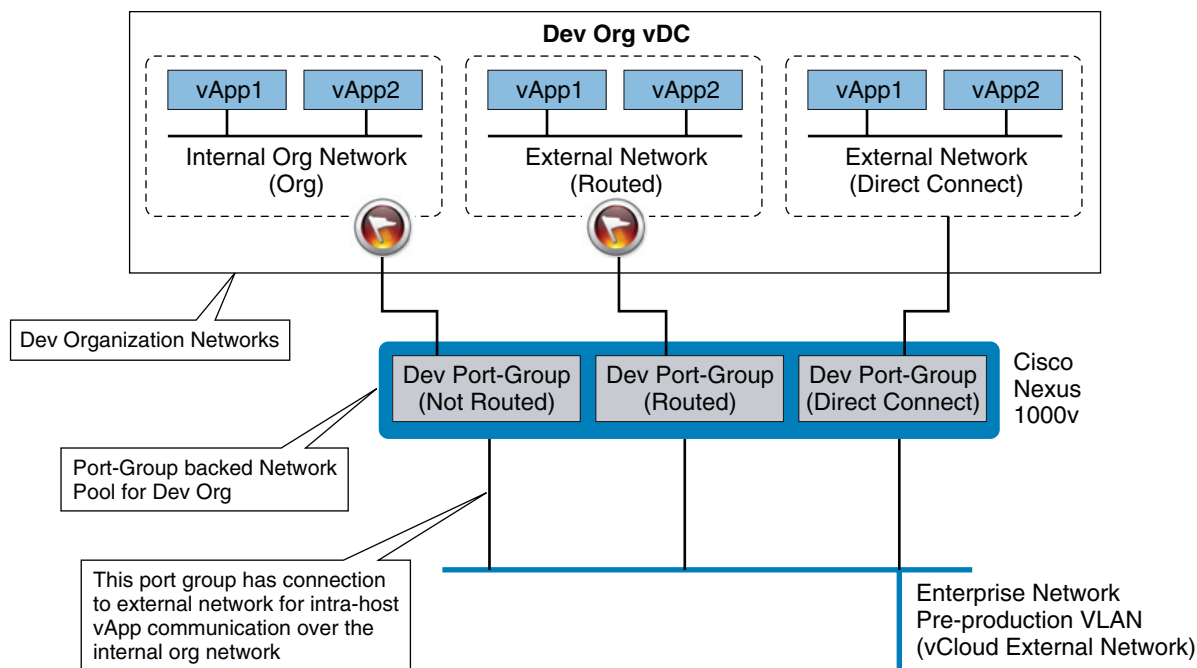 Dev Org vDC
vApp1
vApp2
vApp1
vApp2
vApp1
vApp2
Internal Org Network
(Org)
External Network
(Routed)
External Network
(Direct Connect)
Dev Organization Networks
Dev Port-Group
(Not Routed)
Dev Port-Group
(Routed)
Dev Port-Group
(Direct Connect)
Cisco
Nexus
1000v
Port-Group backed Network
Pool for Dev Org
This port group has connection
to external network for intra-host
vApp communication over the
internal org network
Enterprise Network
Pre-production VLAN
(vCloud External Network)